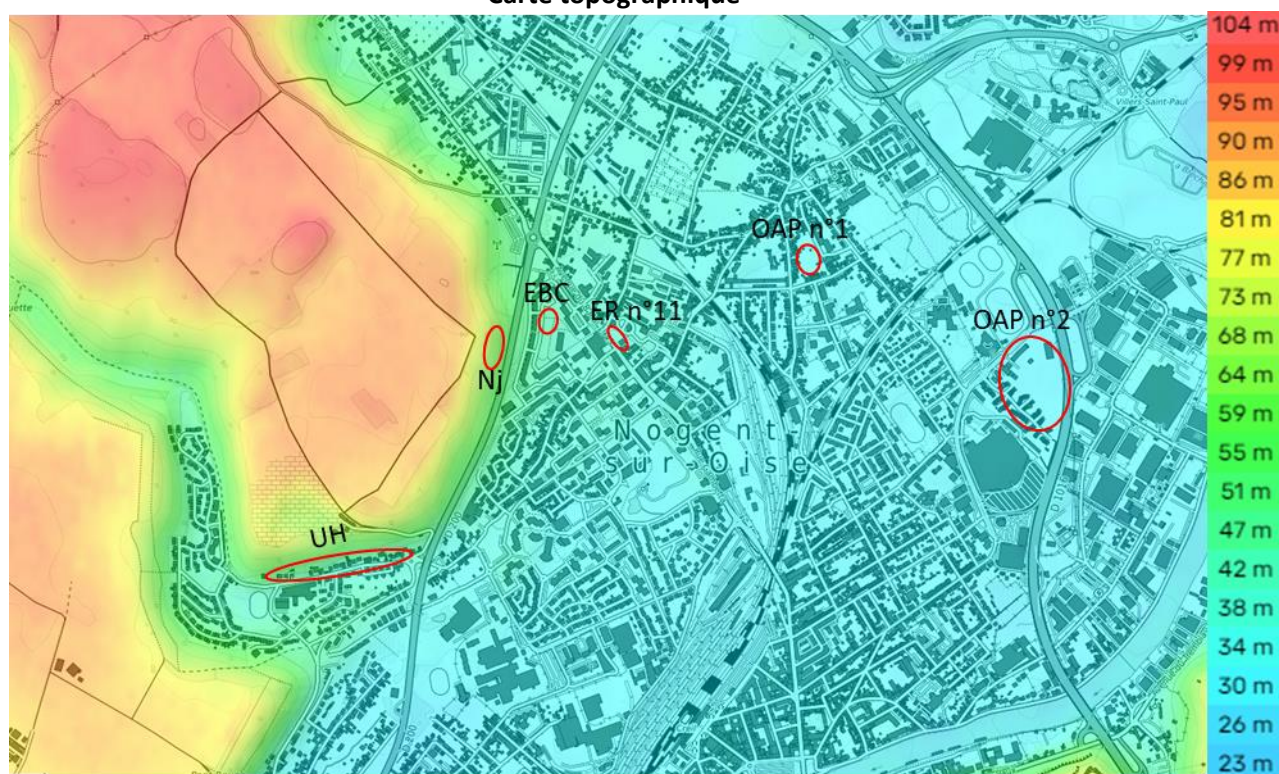 Carte topographique
104 m
99 m
95 m
90 m
86 m
81 m
77 m
73 m
68 m
64 m
59 m
55 m
51 m
47 m
42 m
38 m
34 m
30 m
26 m
23 m
Villers Saint-Paul
OAP n°1
EBC
ER n°11
OAP n°2
Nj
Nogent-
sur-Oise
UH
D 200